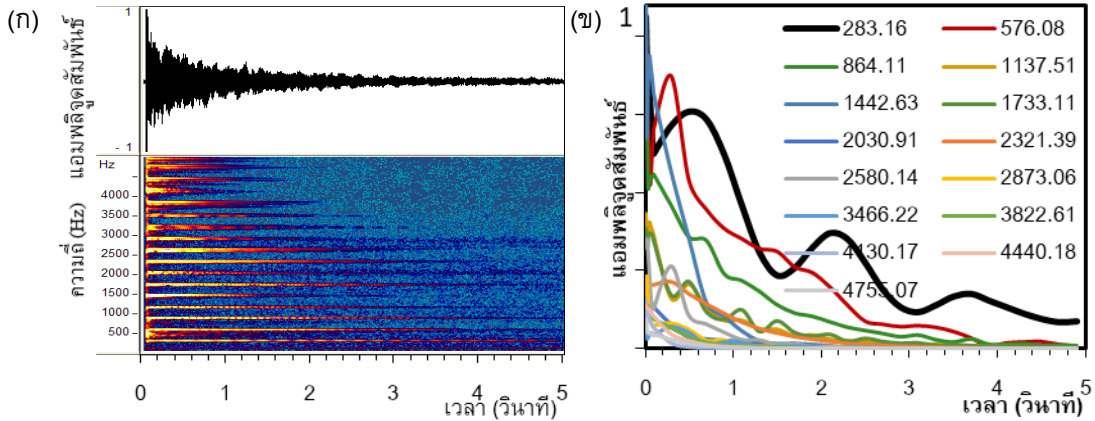 (ก)
1
แอมพลิจูดสัมพันธ์
- 1
Hz
4000
3500
3000
2500
2000
1500
1000
500
ความถี่ (Hz)
0 1 2 3 4 5
เวลา (วินาที)
(ข)
1
แอมพลิจูดสัมพันธ์
283.16 576.08
864.11 1137.51
1442.63 1733.11
2030.91 2321.39
2580.14 2873.06
3466.22 3822.61
4430.17 4440.18
4755.07
0 1 2 3 4 5
เวลา (วินาที)